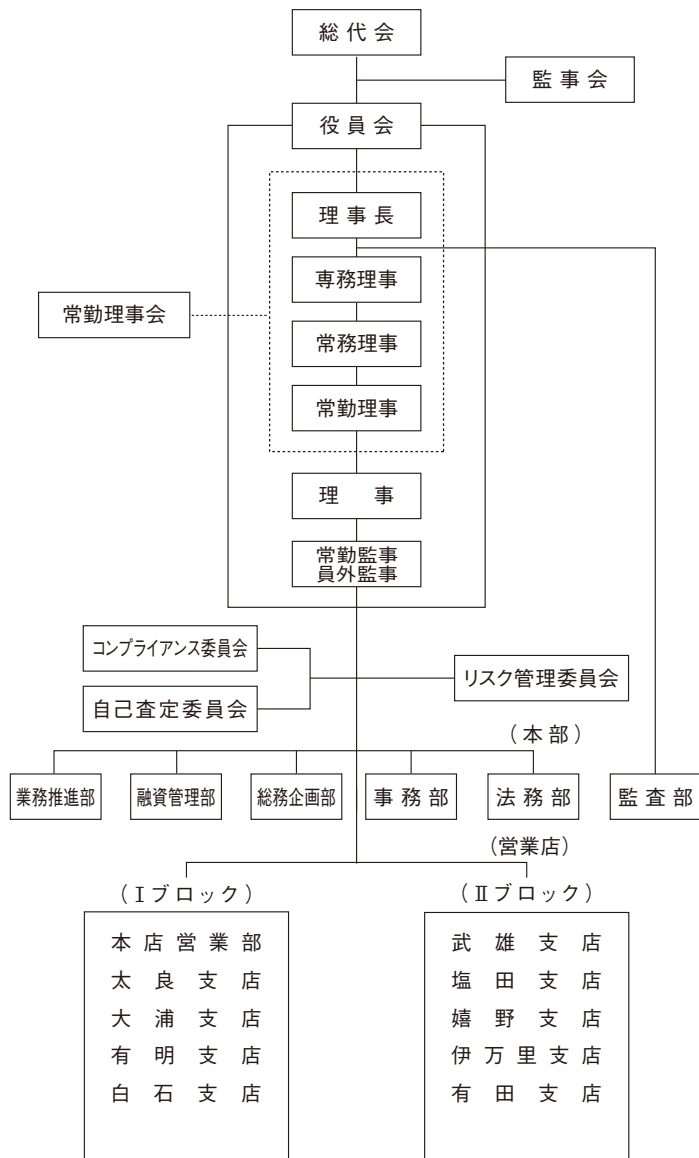 総代会
監事会
役員会
理事長
専務理事
常勤理事会
常務理事
常勤理事
理 事
常勤監事
員外監事
コンプライアンス委員会
リスク管理委員会
自己査定委員会
(本部)
業務推進部 融資管理部 総務企画部 事務部 法務部 監査部
(営業店)
(Ⅰブロック) (Ⅱブロック)
本店営業部
太良支店
大浦支店
有明支店
白石支店
武雄支店
塩田支店
嬉野支店
伊万里支店
有田支店